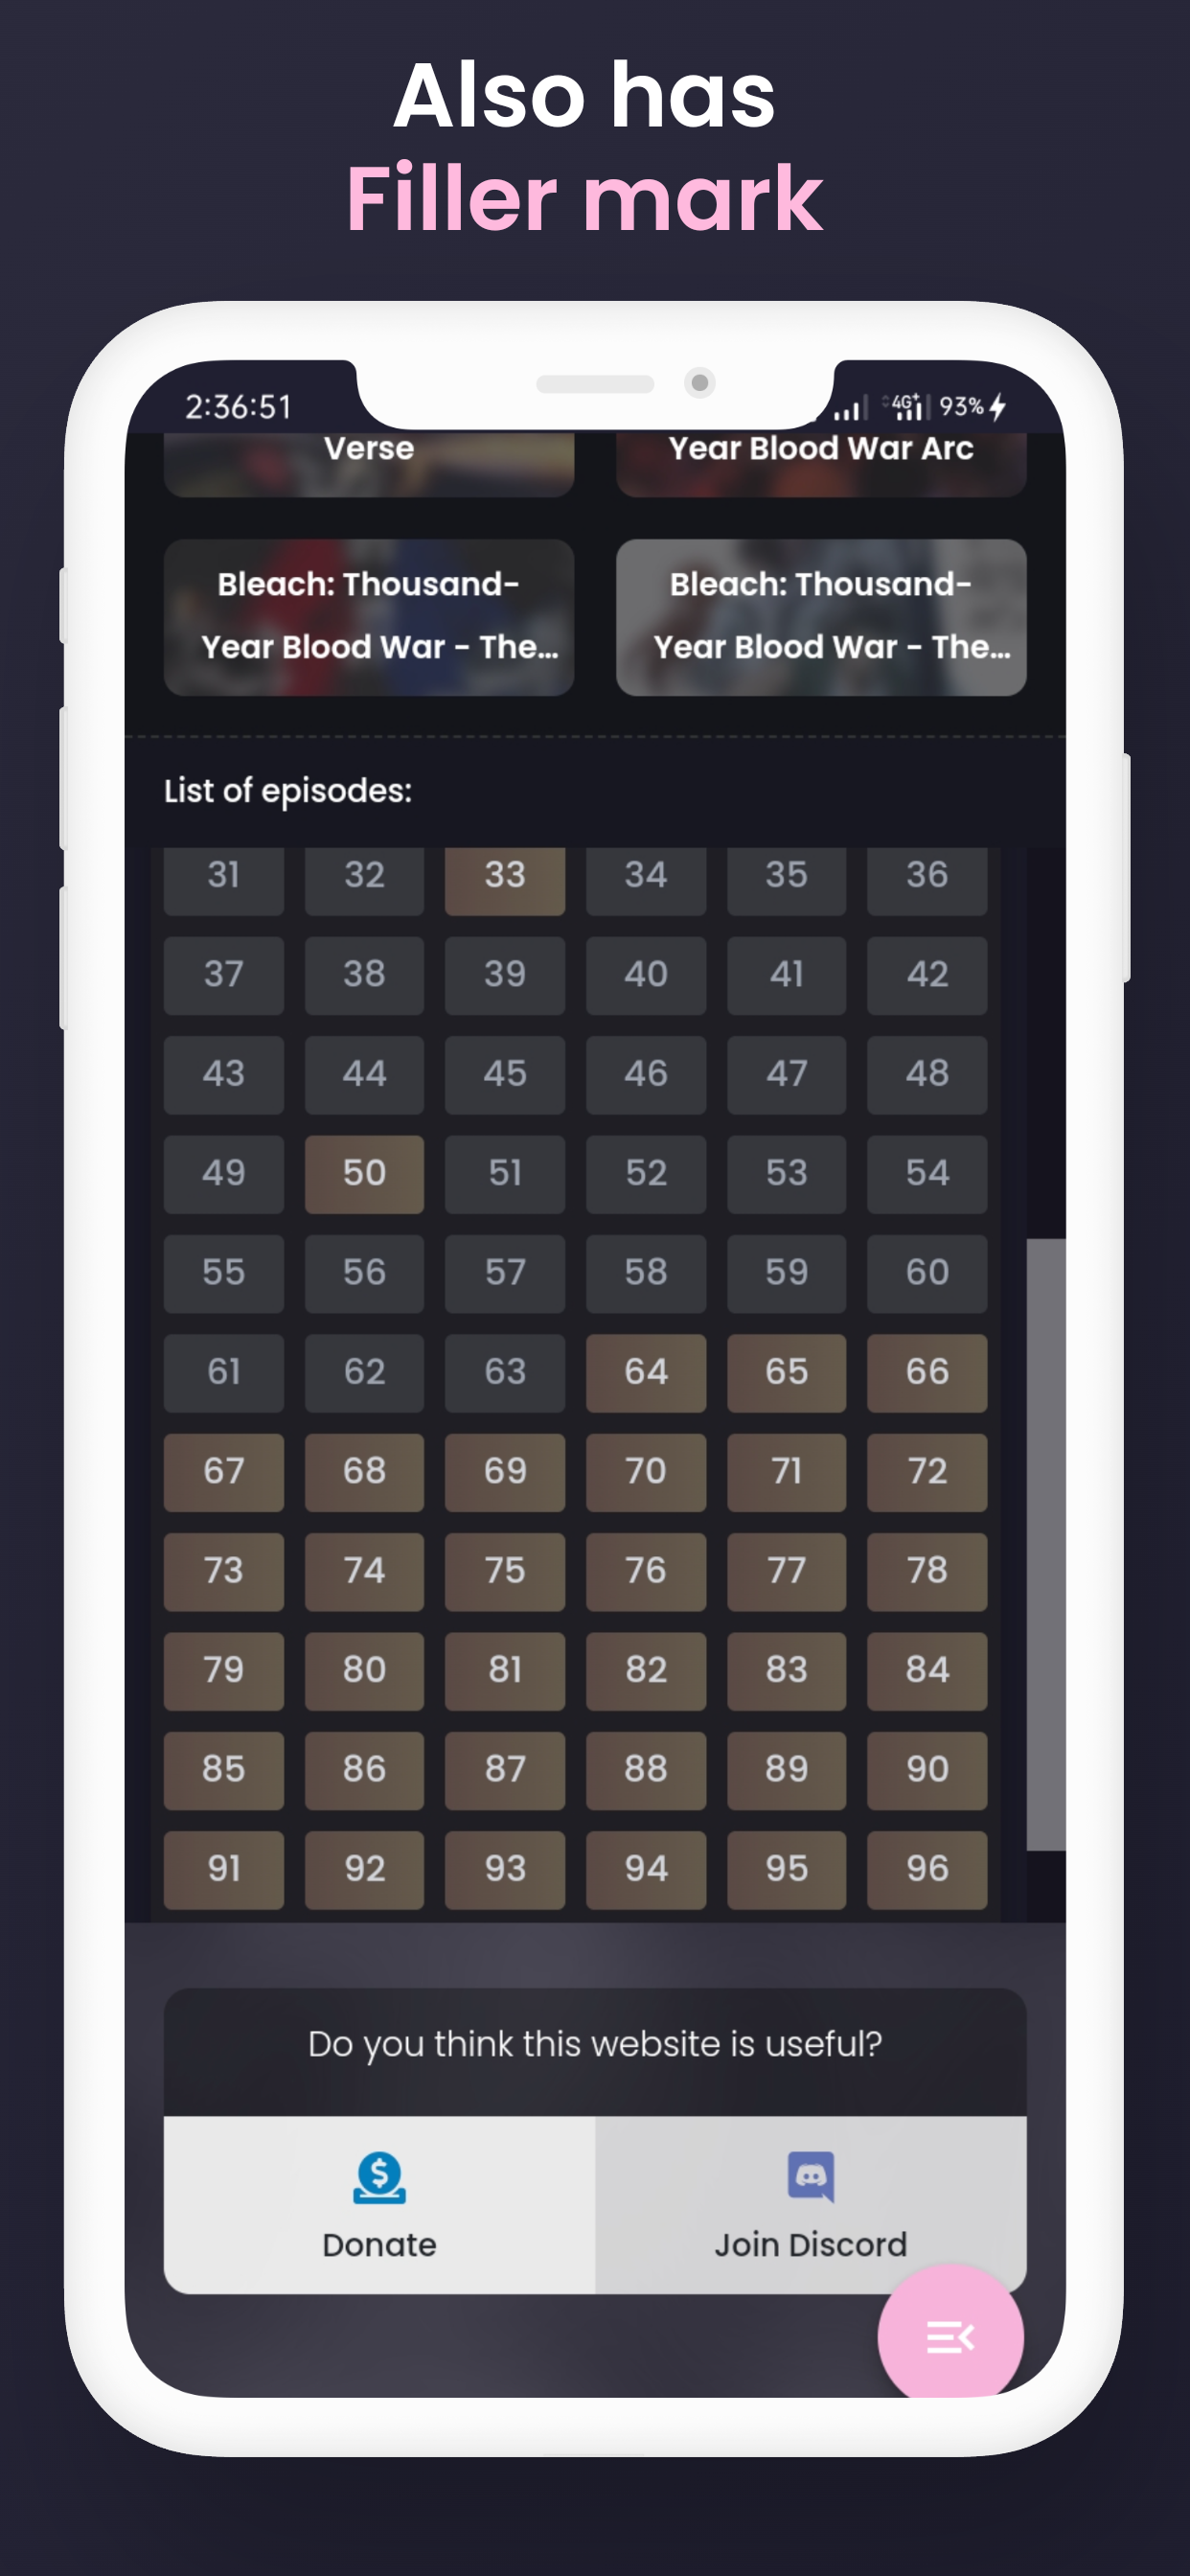 Also has
Filler mark
2:36:51
4G+ 93%
Verse
Year Blood War Arc
Bleach: Thousand-
Year Blood War - The...
Bleach: Thousand-
Year Blood War - The...
List of episodes:
31 32 33 34 35 36
37 38 39 40 41 42
43 44 45 46 47 48
49 50 51 52 53 54
55 56 57 58 59 60
61 62 63 64 65 66
67 68 69 70 71 72
73 74 75 76 77 78
79 80 81 82 83 84
85 86 87 88 89 90
91 92 93 94 95 96
Do you think this website is useful?
Donate
Join Discord